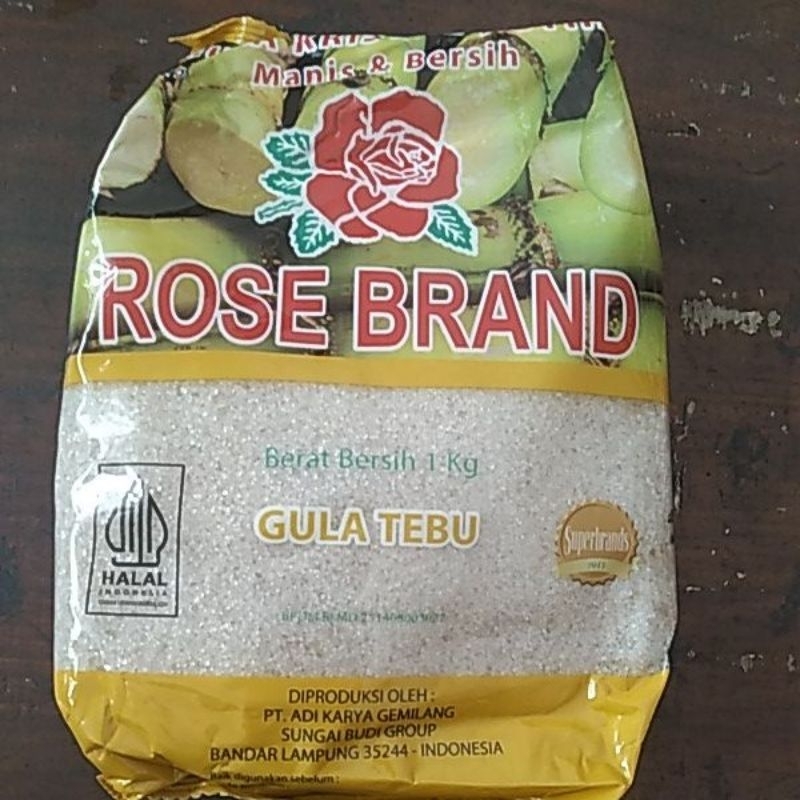 Manis & Bersih
ROSE BRAND
Berat Bersih 1 Kg
GULA TEBU
HALAL
INDONESIA
Superbrands
DIPRODUKSI OLEH :
PT. ADI KARYA GEMILANG
SUNGAI BUDI GROUP
BANDAR LAMPUNG 35244 - INDONESIA
Baik digunakan sebelum :